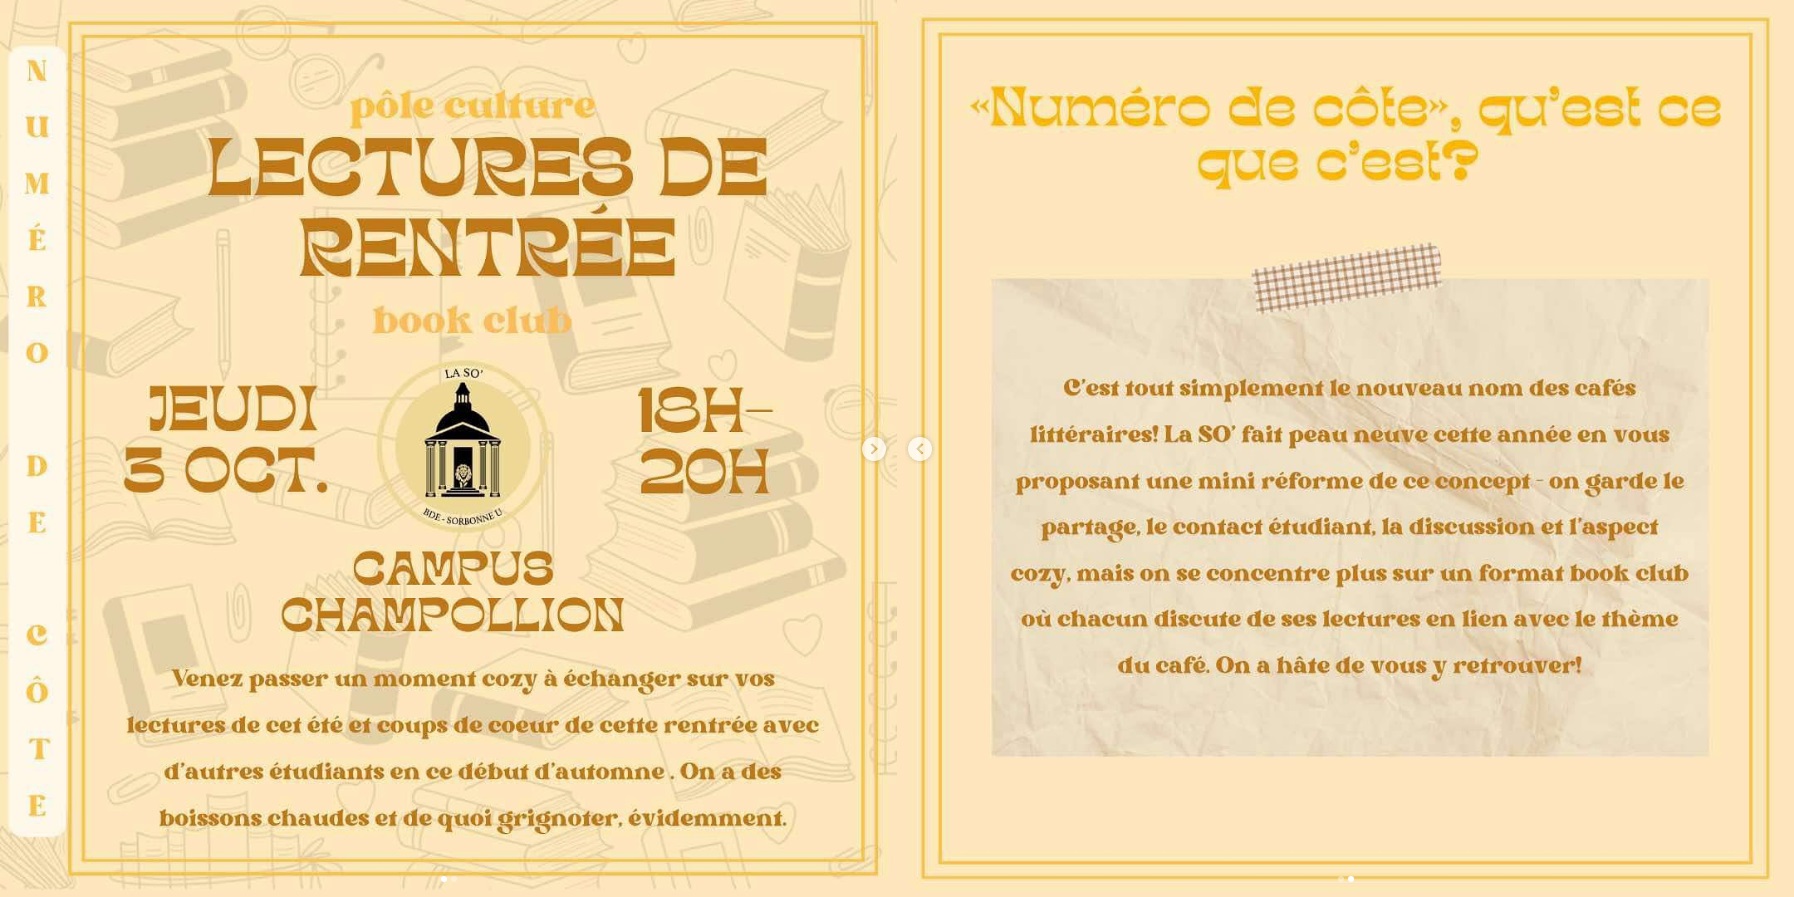 NUMÉRO DE CÔTE
pôle culture
LECTURES DE
RENTRÉE
book club
JEUDI
3 OCT.
LA SO'
BDE - SORBONNE U
18H-
20H
CAMPUS
CHAMPOLLION
Venez passer un moment cozy à échanger sur vos
lectures de cet été et coups de coeur de cette rentrée avec
d'autres étudiants en ce début d'automne . On a des
boissons chaudes et de quoi grignoter, évidemment.
«Numéro de côte», qu'est ce
que c'est?
C'est tout simplement le nouveau nom des cafés
littéraires! La SO' fait peau neuve cette année en vous
proposant une mini réforme de ce concept - on garde le
partage, le contact étudiant, la discussion et l'aspect
cozy, mais on se concentre plus sur un format book club
où chacun discute de ses lectures en lien avec le thème
du café. On a hâte de vous y retrouver!